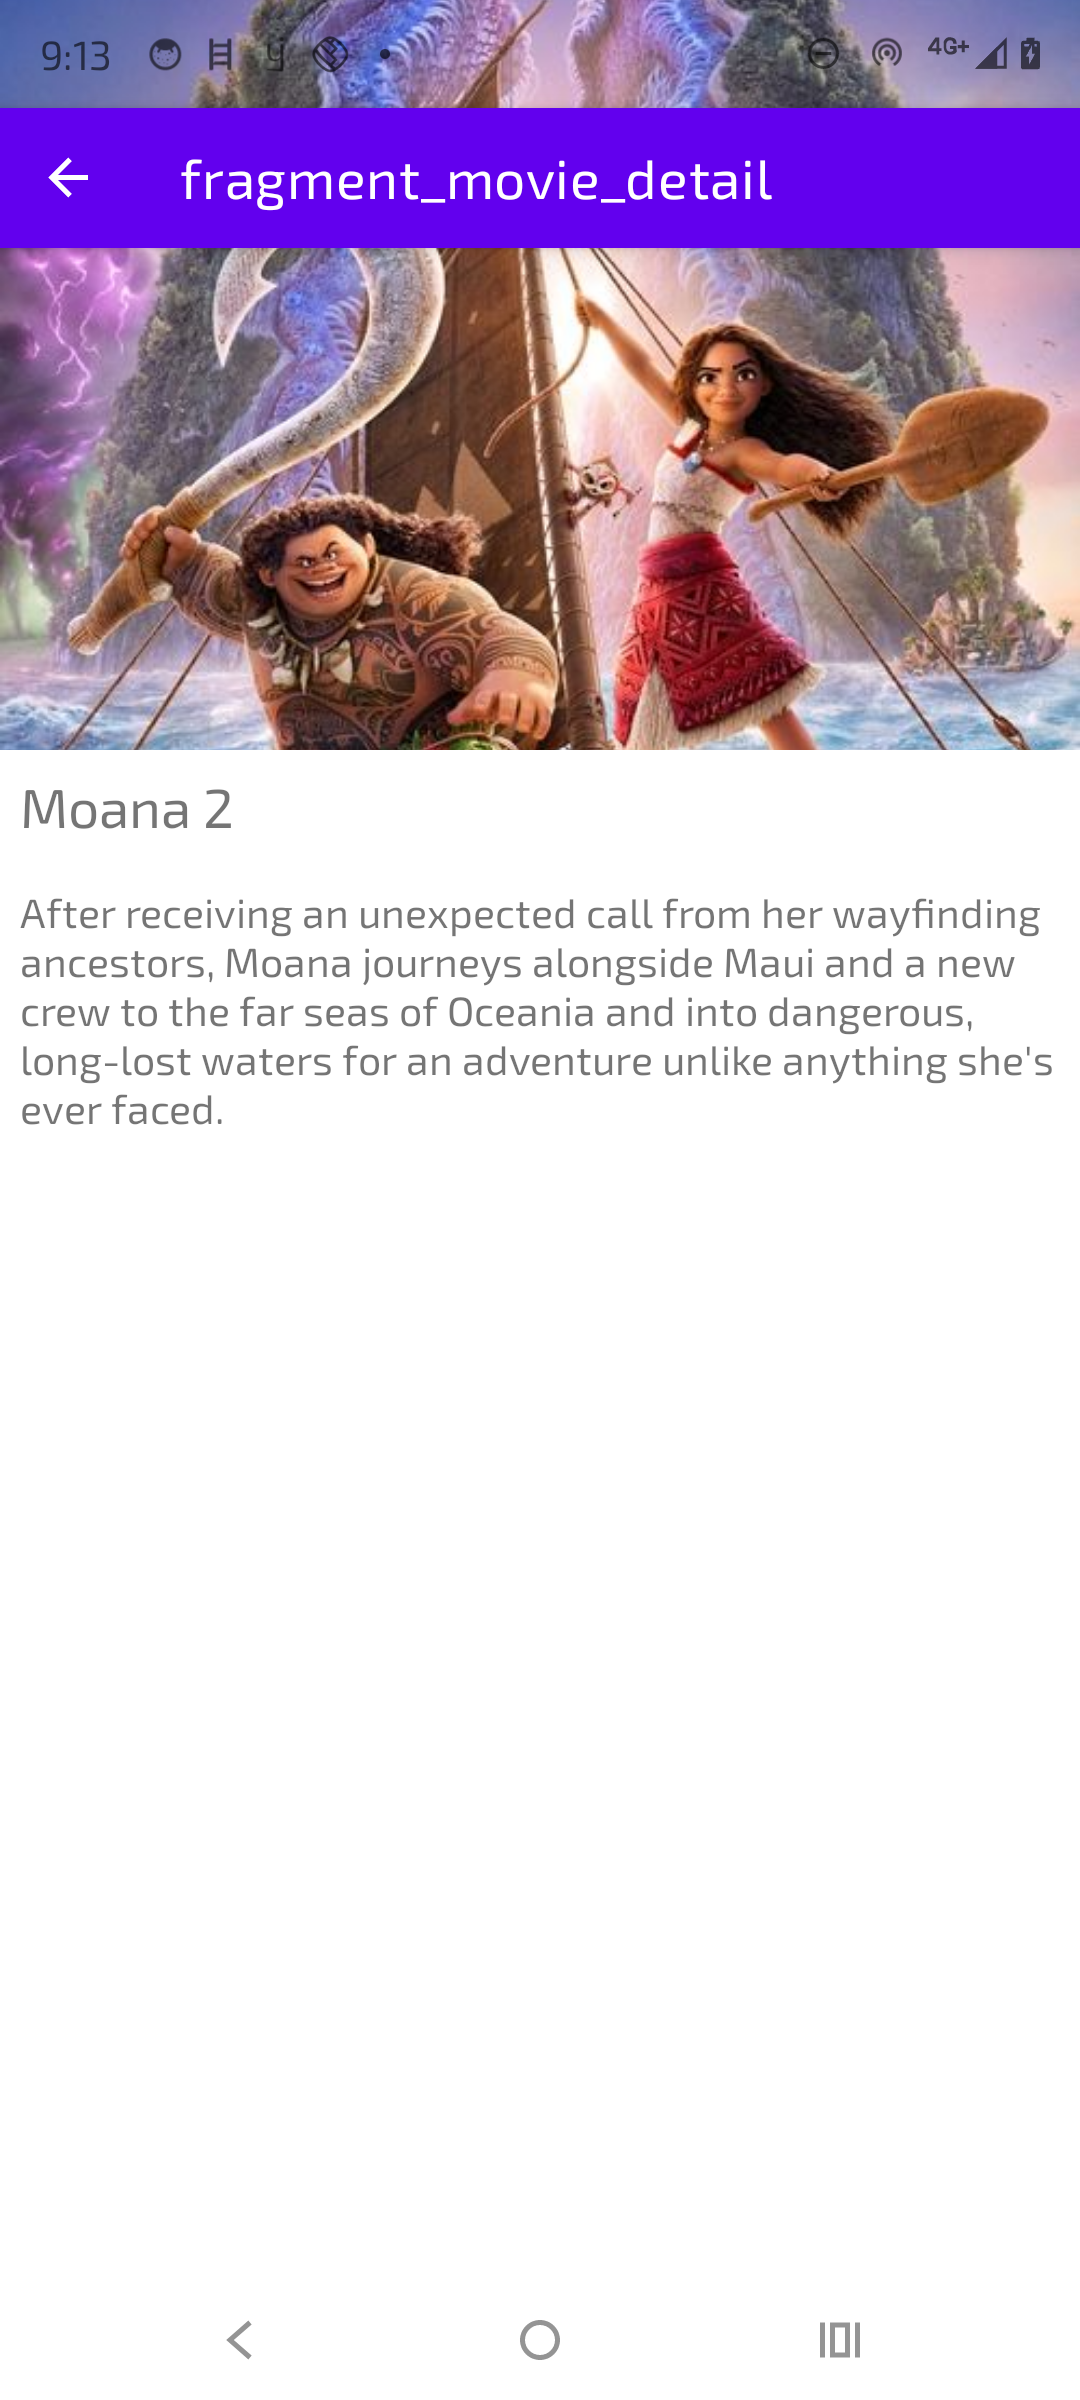 9:13
4G+
fragment_movie_detail
Moana 2
After receiving an unexpected call from her wayfinding
ancestors, Moana journeys alongside Maui and a new
crew to the far seas of Oceania and into dangerous,
long-lost waters for an adventure unlike anything she's
ever faced.